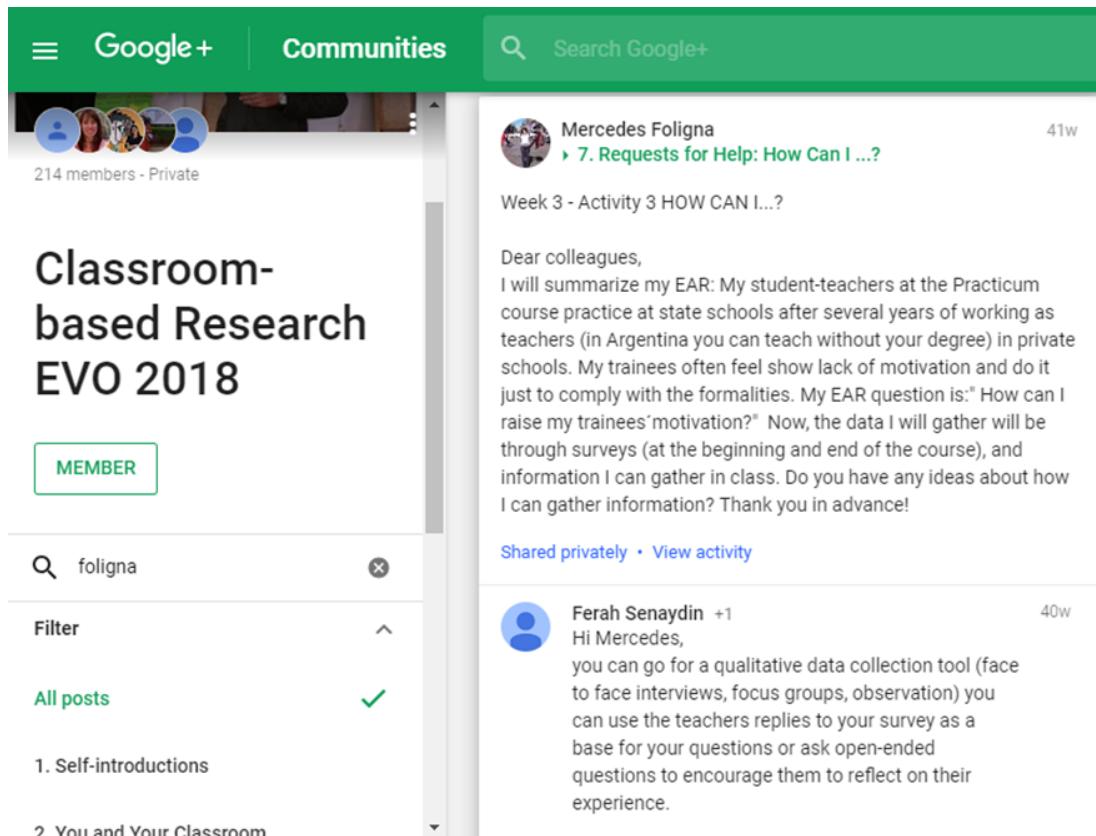 Google+
Communities
Search Google+
214 members - Private
Classroom-
based Research
EVO 2018
MEMBER
foligna
Filter
All posts
1. Self-introductions
2. You and Your Classroom
Mercedes Foligna
41w
7. Requests for Help: How Can I ...?
Week 3 - Activity 3 HOW CAN I...?
Dear colleagues,
I will summarize my EAR: My student-teachers at the Practicum
course practice at state schools after several years of working as
teachers (in Argentina you can teach without your degree) in private
schools. My trainees often feel show lack of motivation and do it
just to comply with the formalities. My EAR question is:" How can I
raise my trainees´motivation?"  Now, the data I will gather will be
through surveys (at the beginning and end of the course), and
information I can gather in class. Do you have any ideas about how
I can gather information? Thank you in advance!
Shared privately • View activity
Ferah Senaydin +1
40w
Hi Mercedes,
you can go for a qualitative data collection tool (face
to face interviews, focus groups, observation) you
can use the teachers replies to your survey as a
base for your questions or ask open-ended
questions to encourage them to reflect on their
experience.